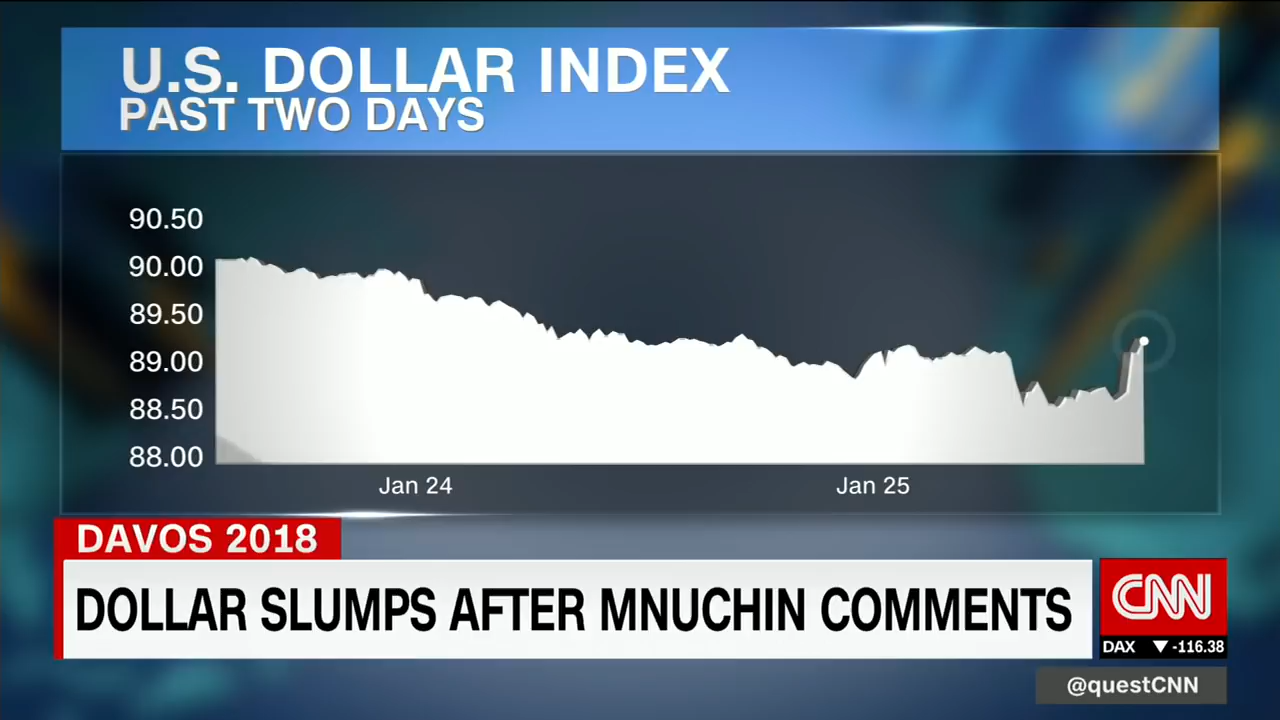 U.S. DOLLAR INDEX
PAST TWO DAYS
90.50
90.00
89.50
89.00
88.50
88.00
Jan 24
Jan 25
DAVOS 2018
DOLLAR SLUMPS AFTER MNUCHIN COMMENTS
CNN
DAX ▼-116.38
@questCNN